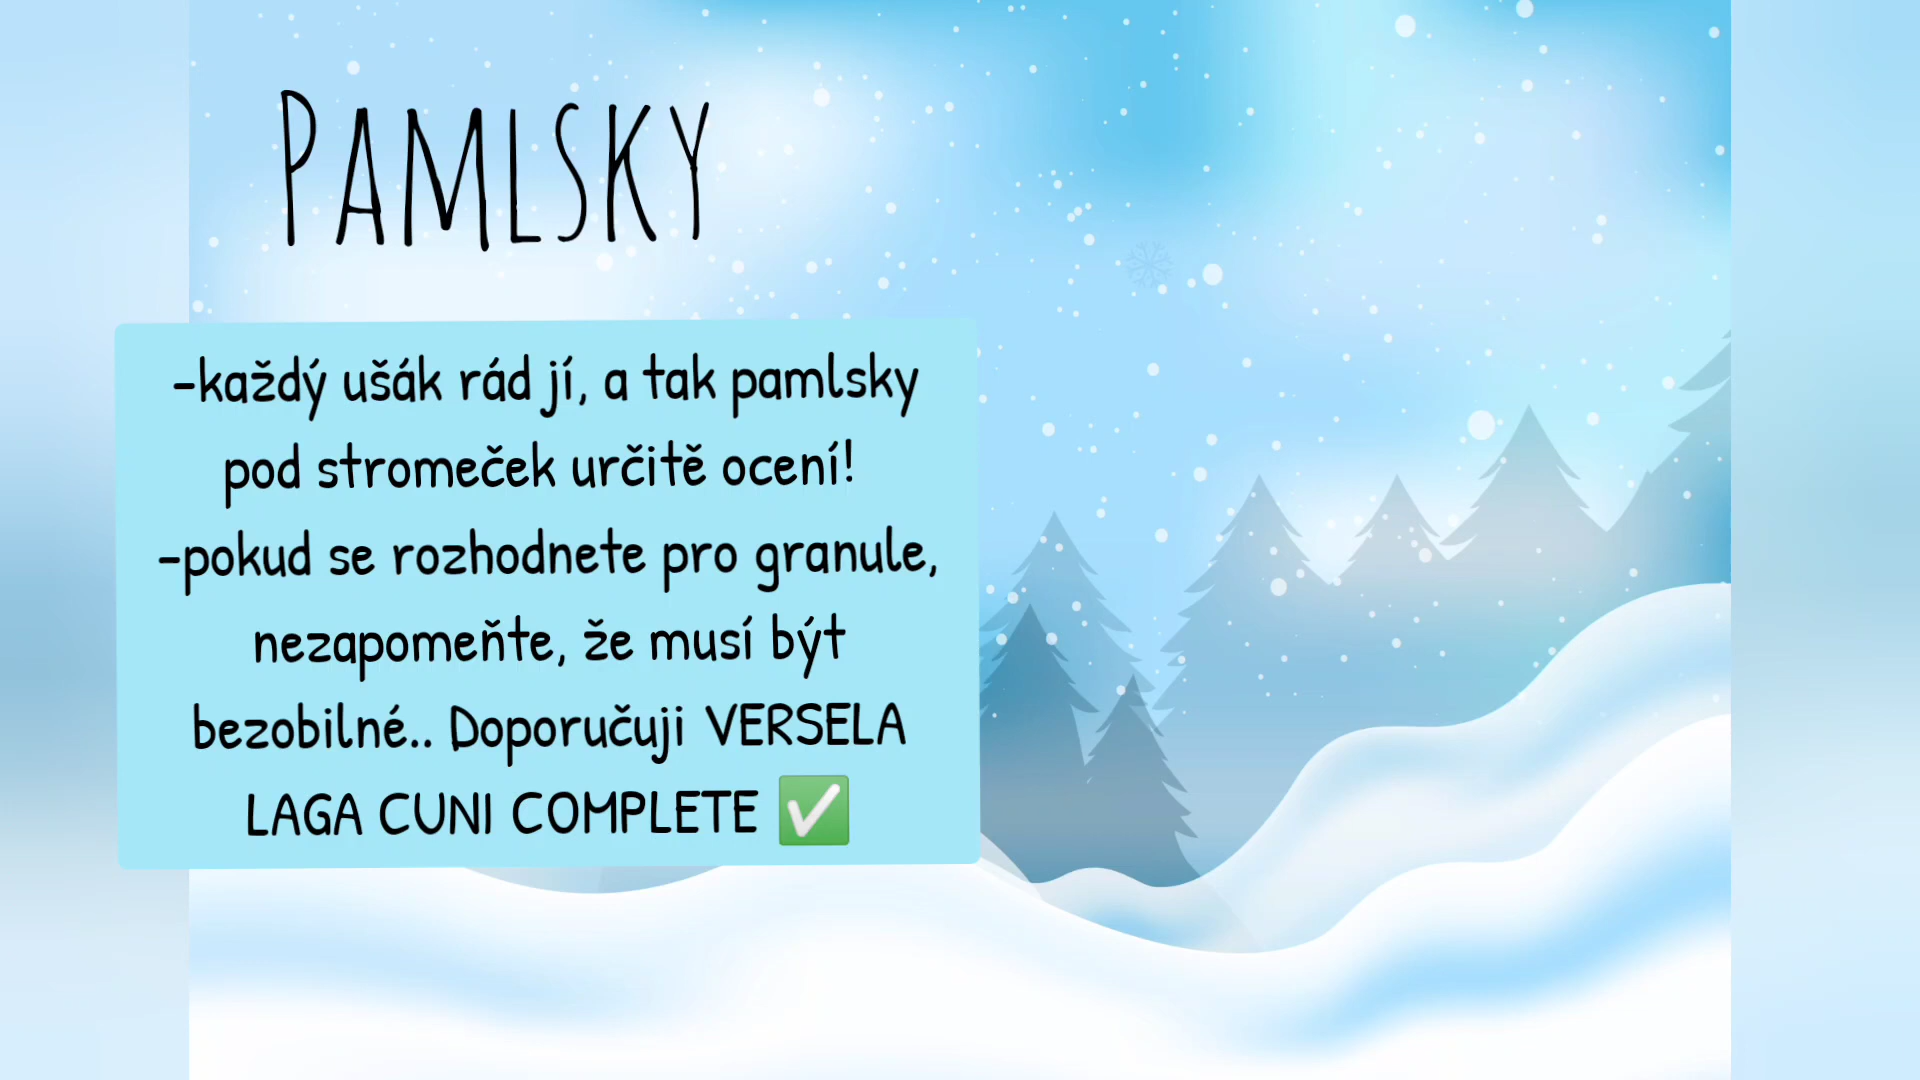 PAMLSKY
-každý ušák rád jí, a tak pamlsky
pod stromeček určitě ocení!
-pokud se rozhodnete pro granule,
nezapomeňte, že musí být
bezobilné.. Doporučuji VERSELA
LAGA CUNI COMPLETE ✅